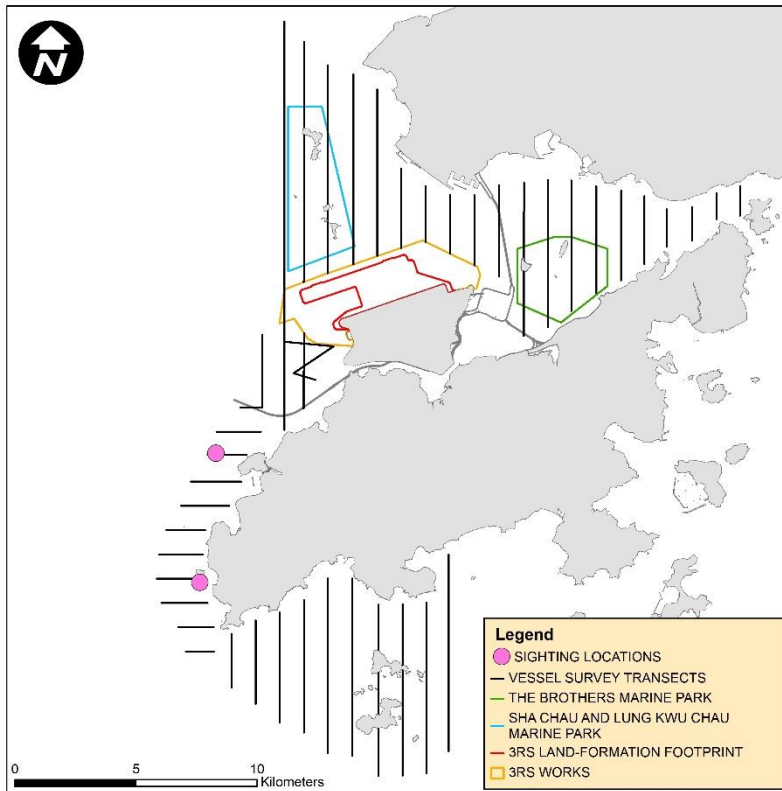 N
Legend
SIGHTING LOCATIONS
VESSEL SURVEY TRANSECTS
THE BROTHERS MARINE PARK
SHA CHAU AND LUNG KWU CHAU
MARINE PARK
3RS LAND-FORMATION FOOTPRINT
3RS WORKS
0 5 10
Kilometers